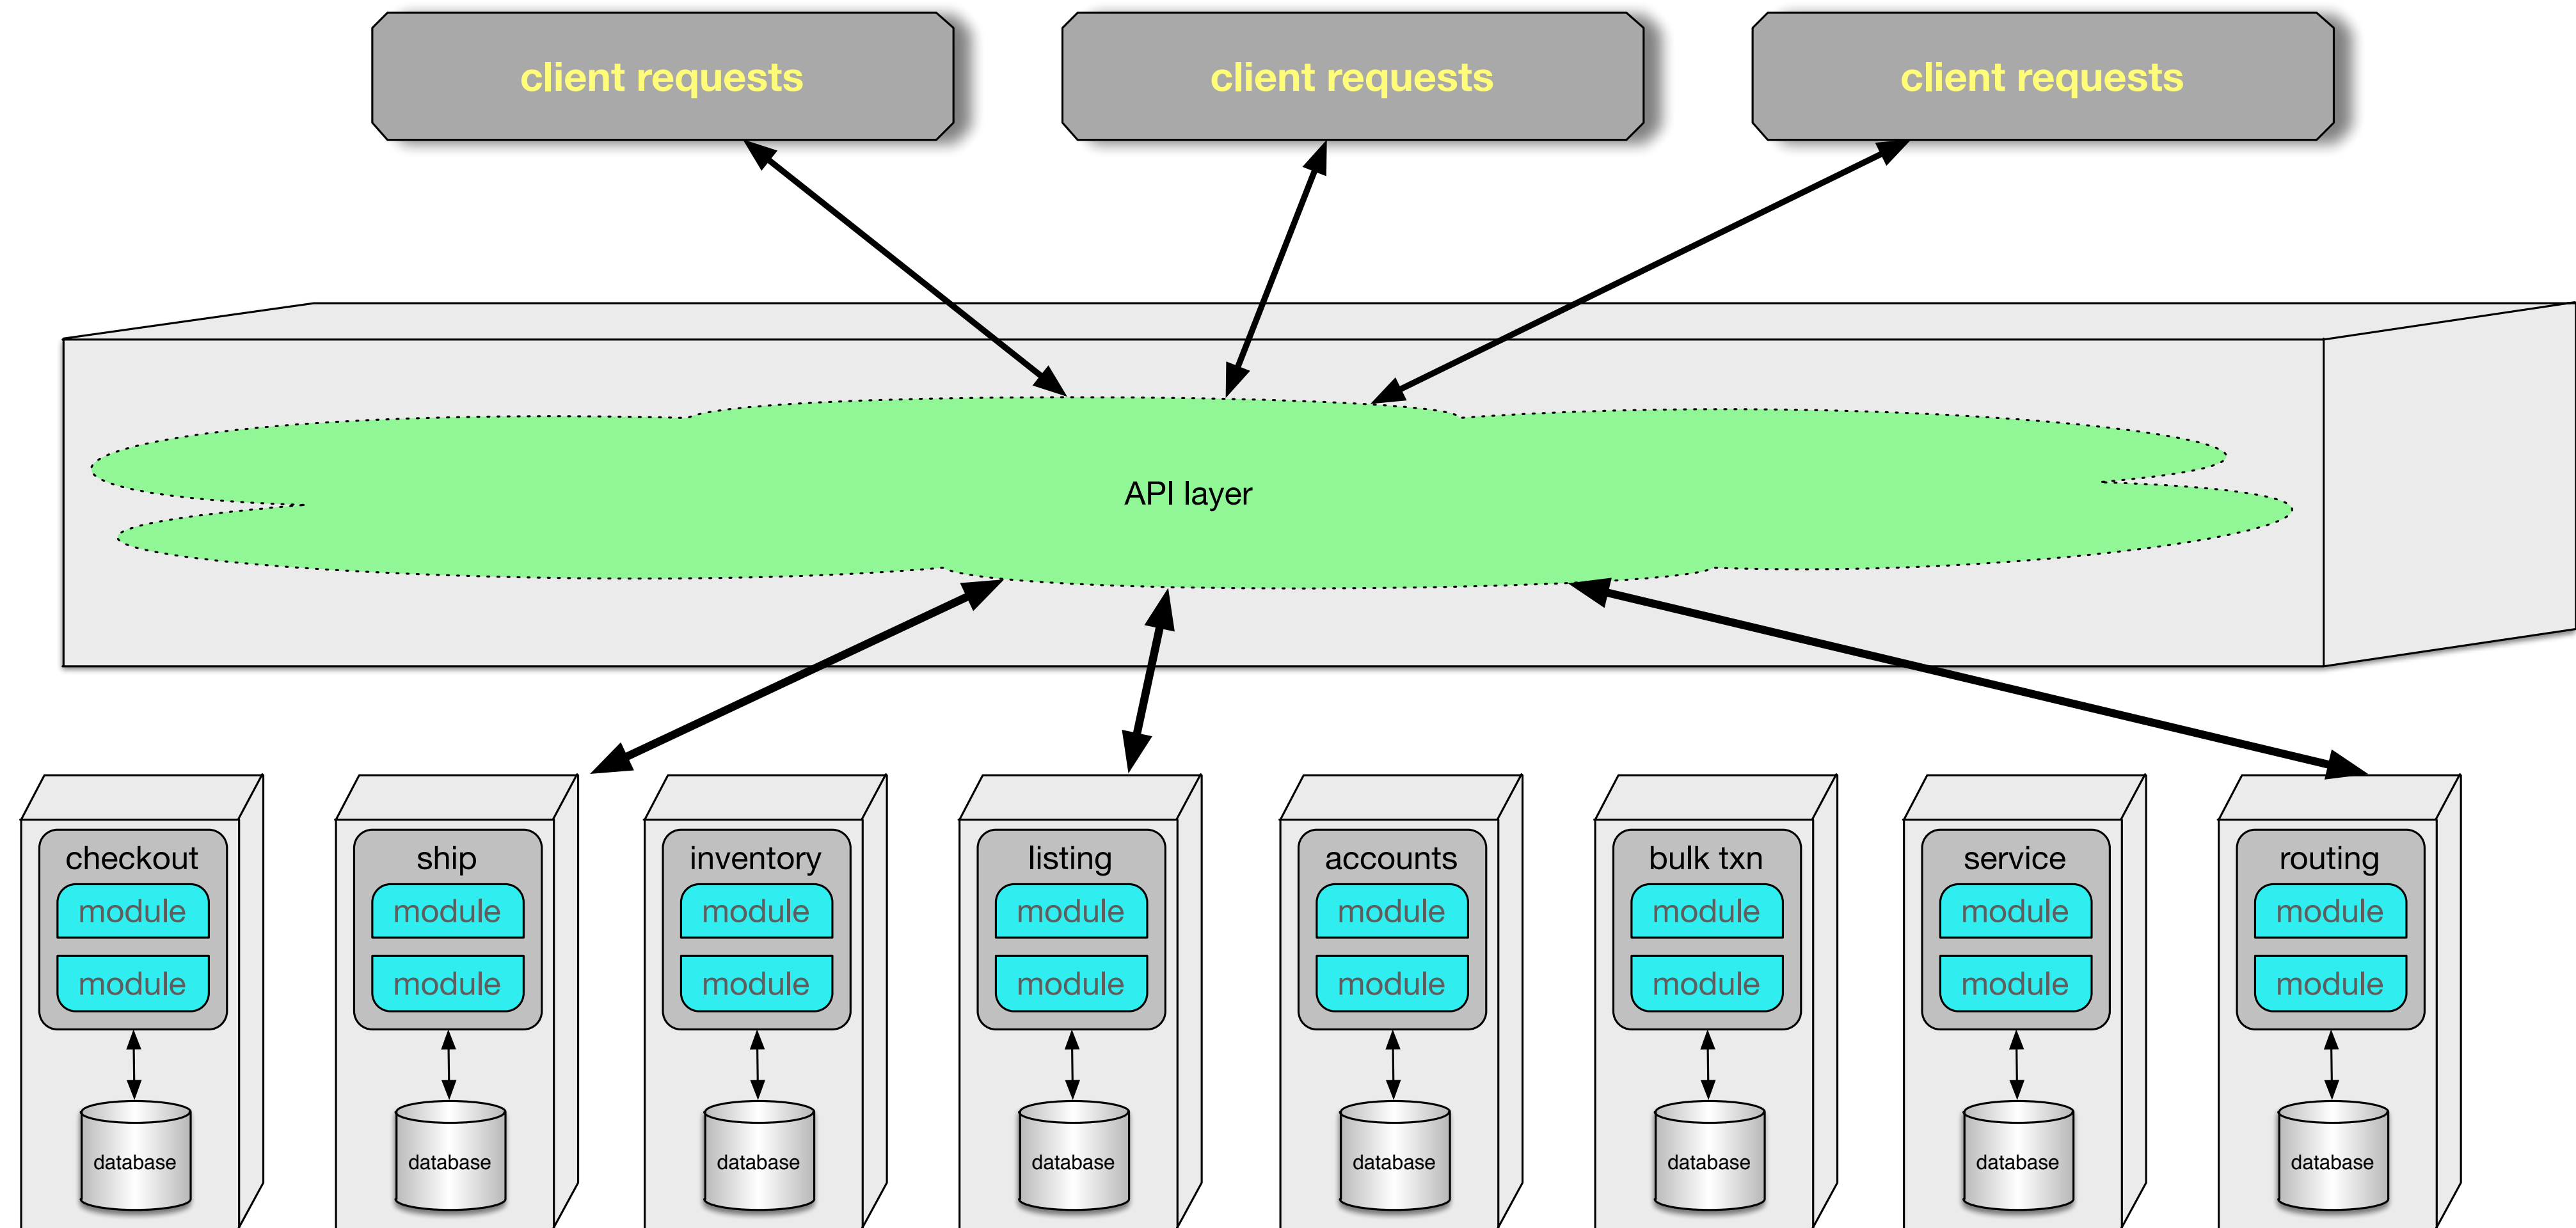 client requests
client requests
client requests
API layer
checkout
module
module
database
ship
module
module
database
inventory
module
module
database
listing
module
module
database
accounts
module
module
database
bulk txn
module
module
database
service
module
module
database
routing
module
module
database